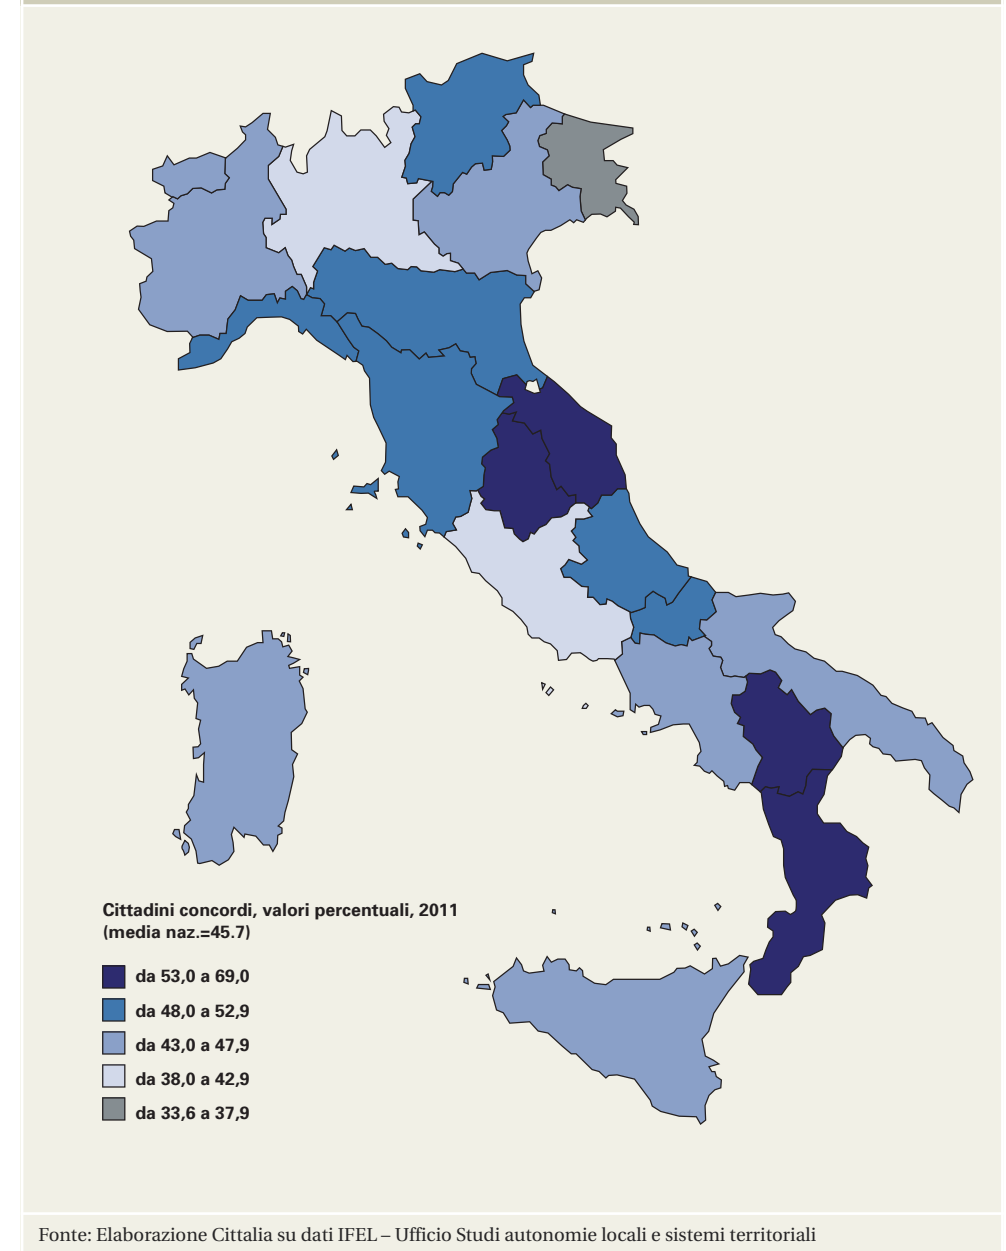 Cittadini concordi, valori percentuali, 2011
(media naz.=45.7)
da 53,0 a 69,0
da 48,0 a 52,9
da 43,0 a 47,9
da 38,0 a 42,9
da 33,6 a 37,9
Fonte: Elaborazione Cittalia su dati IFEL – Ufficio Studi autonomie locali e sistemi territoriali